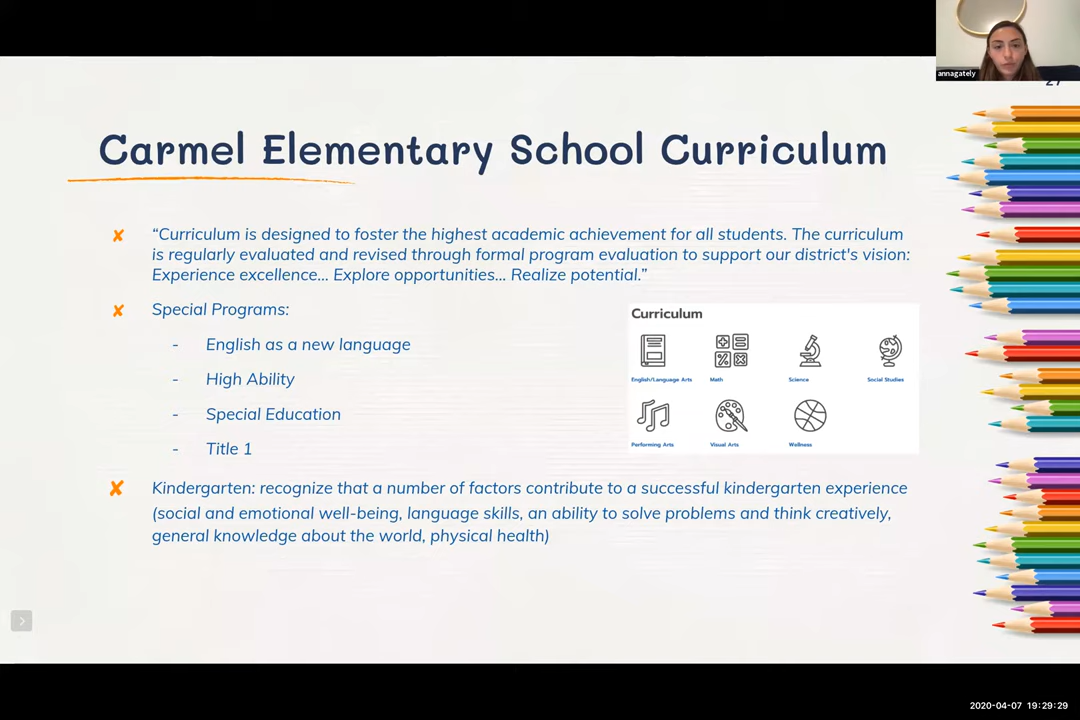 annagately
27
Carmel Elementary School Curriculum
“Curriculum is designed to foster the highest academic achievement for all students. The curriculum
is regularly evaluated and revised through formal program evaluation to support our district's vision:
Experience excellence... Explore opportunities... Realize potential.”
Special Programs:
- English as a new language
- High Ability
- Special Education
- Title 1
Curriculum
English/Language Arts Math Science Social Studies
Performing Arts Visual Arts Wellness
Kindergarten: recognize that a number of factors contribute to a successful kindergarten experience
(social and emotional well-being, language skills, an ability to solve problems and think creatively,
general knowledge about the world, physical health)
2020-04-07 19:29:29